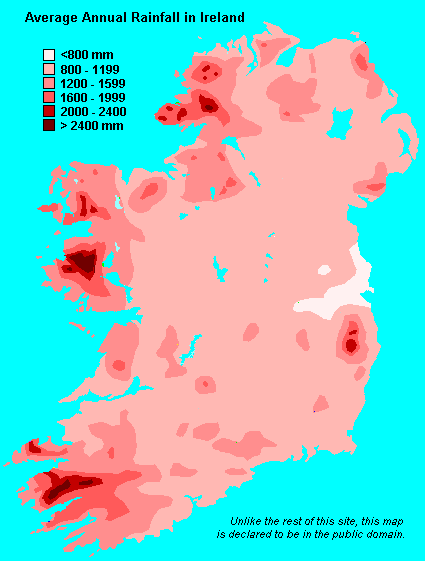 Average Annual Rainfall in Ireland
<800 mm
800 - 1199
1200 - 1599
1600 - 1999
2000 - 2400
> 2400 mm
Unlike the rest of this site, this map
is declared to be in the public domain.